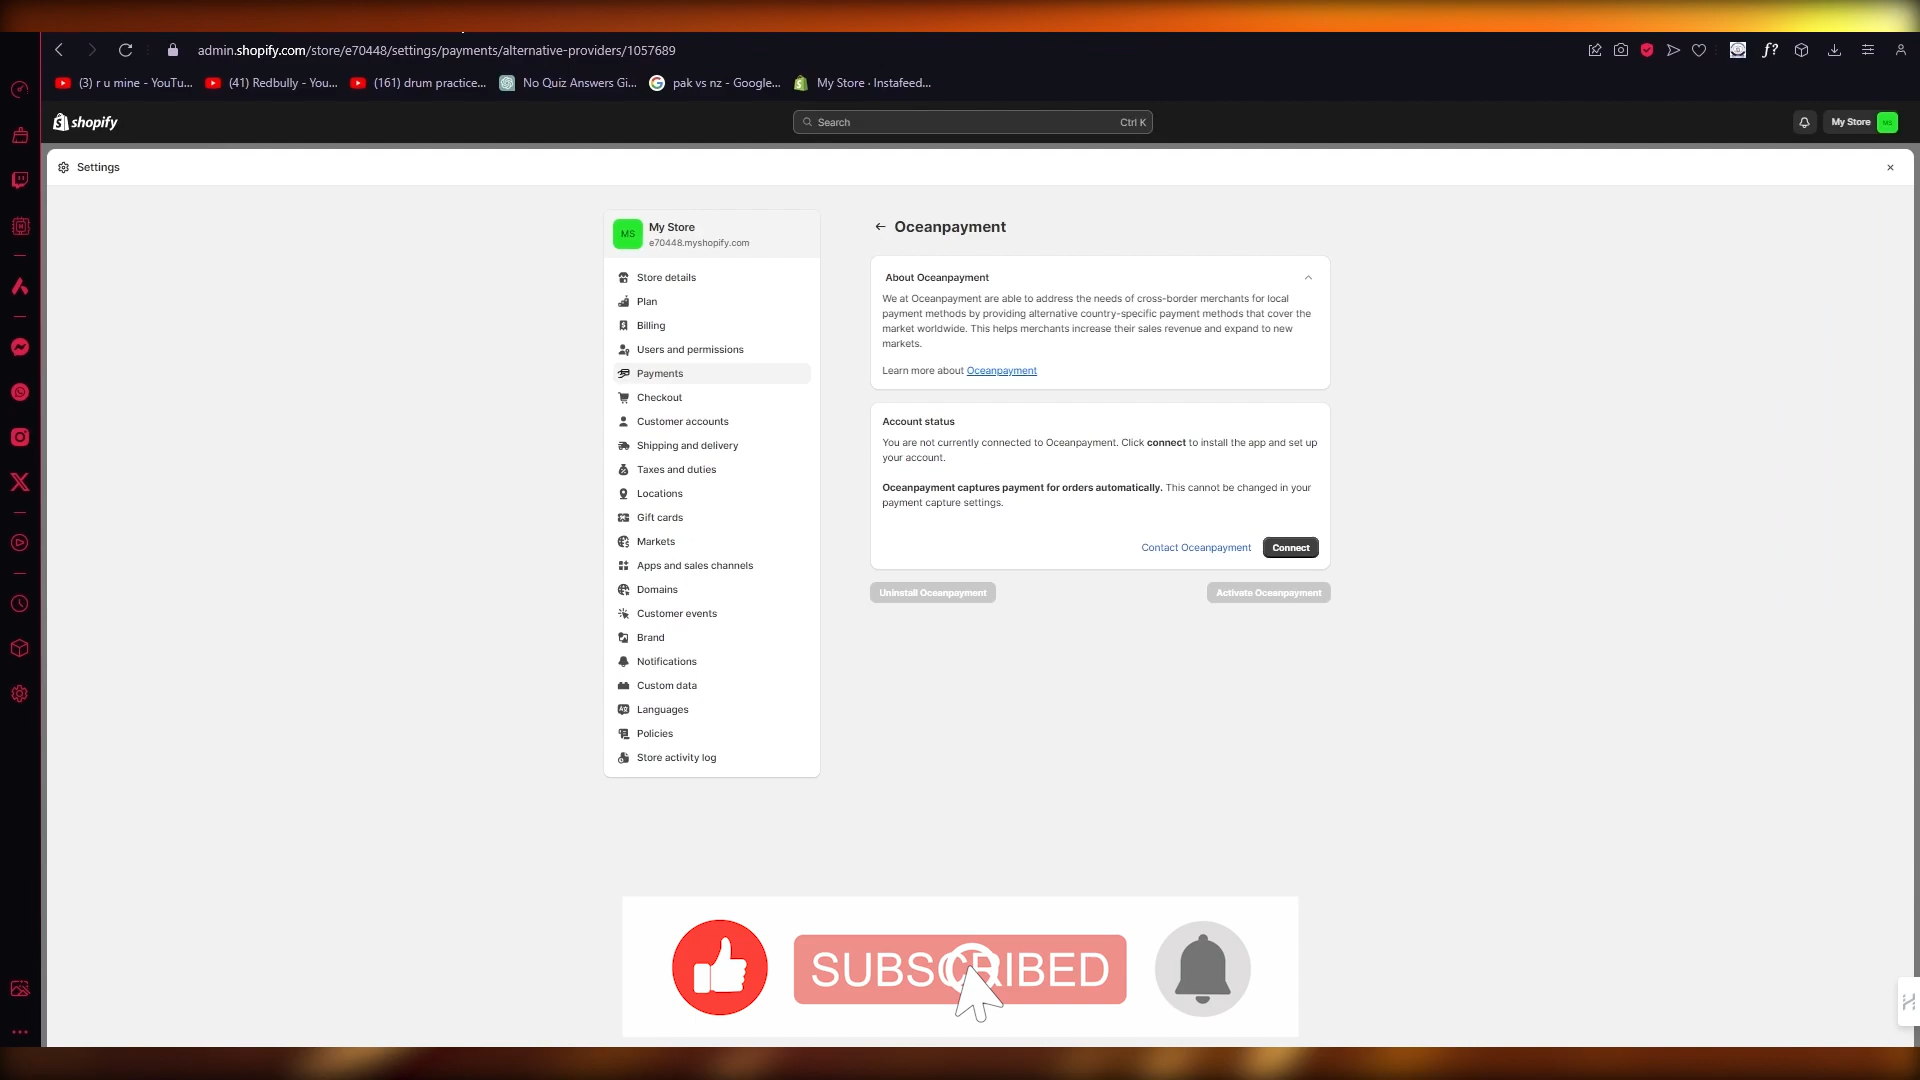 admin.shopify.com/store/e70448/settings/payments/alternative-providers/1057689
(3) r u mine - YouTu...
(41) Redbully - You...
(161) drum practice...
No Quiz Answers Gi...
pak vs nz - Google...
My Store · Instafeed...
shopify
Search
Ctrl K
My Store
MS
Settings
MS
My Store
e70448.myshopify.com
Store details
Plan
Billing
Users and permissions
Payments
Checkout
Customer accounts
Shipping and delivery
Taxes and duties
Locations
Gift cards
Markets
Apps and sales channels
Domains
Customer events
Brand
Notifications
Custom data
Languages
Policies
Store activity log
Oceanpayment
About Oceanpayment
We at Oceanpayment are able to address the needs of cross-border merchants for local
payment methods by providing alternative country-specific payment methods that cover the
market worldwide. This helps merchants increase their sales revenue and expand to new
markets.
Learn more about Oceanpayment
Account status
You are not currently connected to Oceanpayment. Click connect to install the app and set up
your account.
Oceanpayment captures payment for orders automatically. This cannot be changed in your
payment capture settings.
Contact Oceanpayment
Connect
Uninstall Oceanpayment
Activate Oceanpayment
SUBSCRIBED